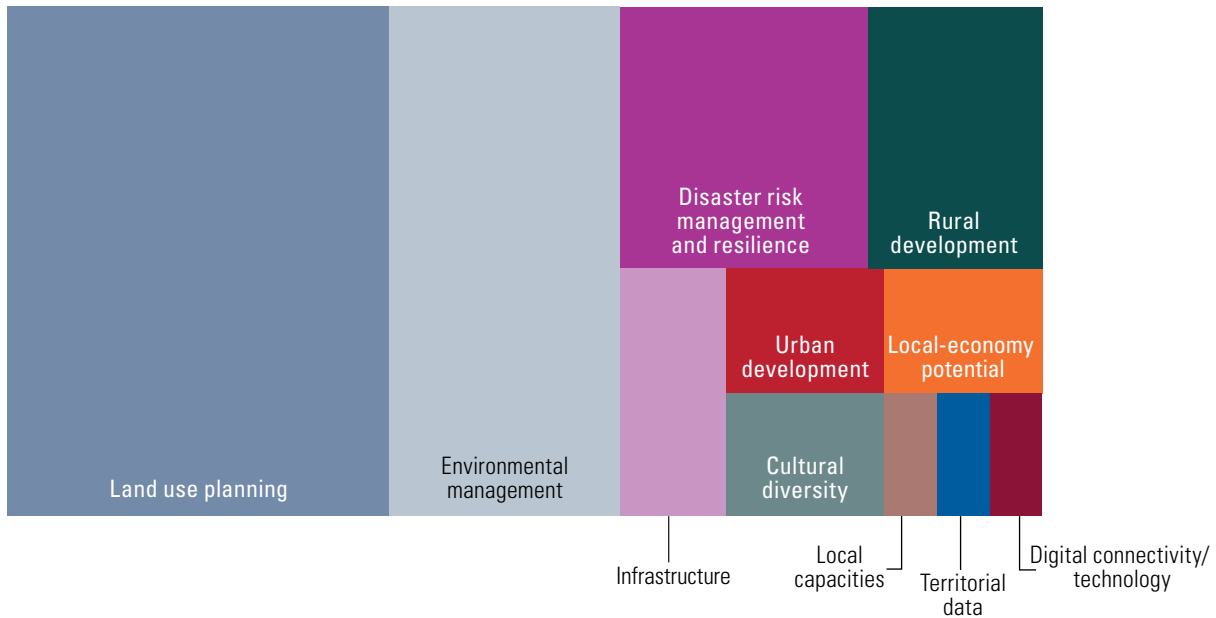 Land use planning
Environmental
management
Disaster risk
management
and resilience
Rural
development
Urban
development
Local-economy
potential
Cultural
diversity
Infrastructure
Local
capacities
Territorial
data
Digital connectivity/
technology